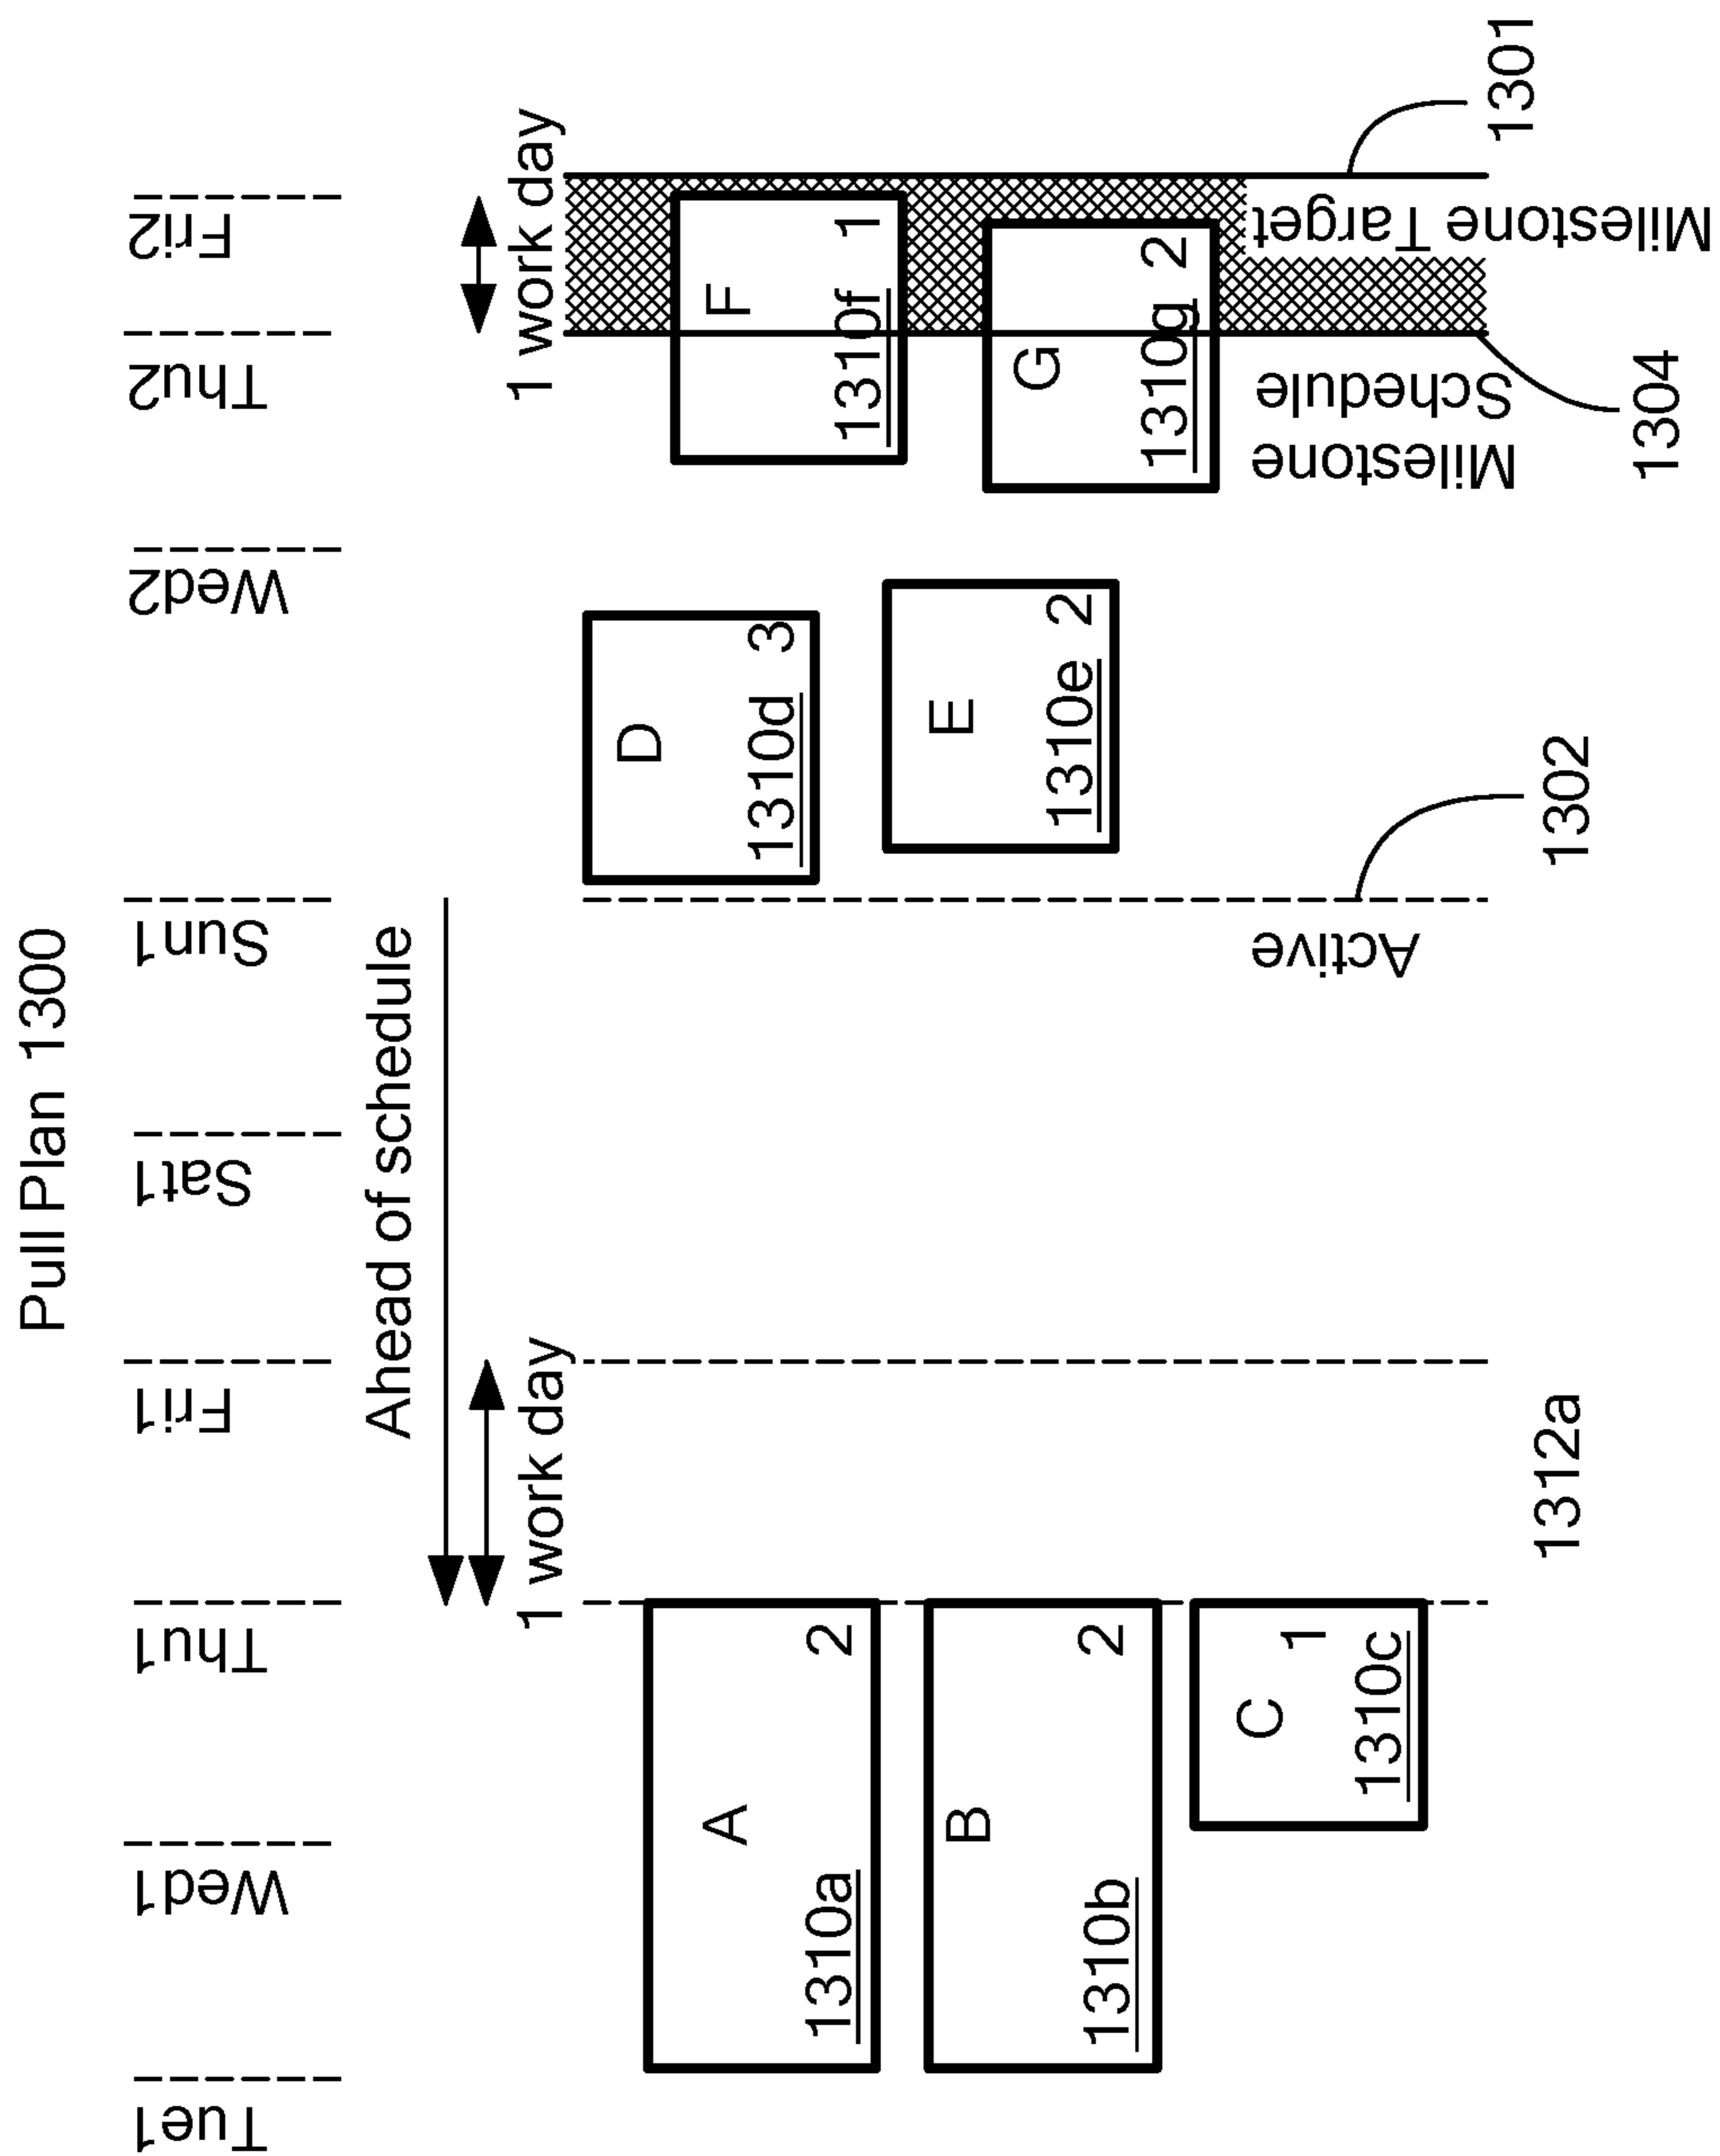 Pull Plan 1300
Tue1
Wed1
Thu1
Fri1
Sat1
Sun1
Wed2
Thu2
Fri2
Ahead of schedule
1 work day
1 work day
A
1310a 2
B
1310b 2
C
1
1310c
D
1310d 3
E
1310e 2
F
1310f 1
G
1310g 2
Active
Milestone
Schedule
Milestone Target
1312a
1302
1304
1301